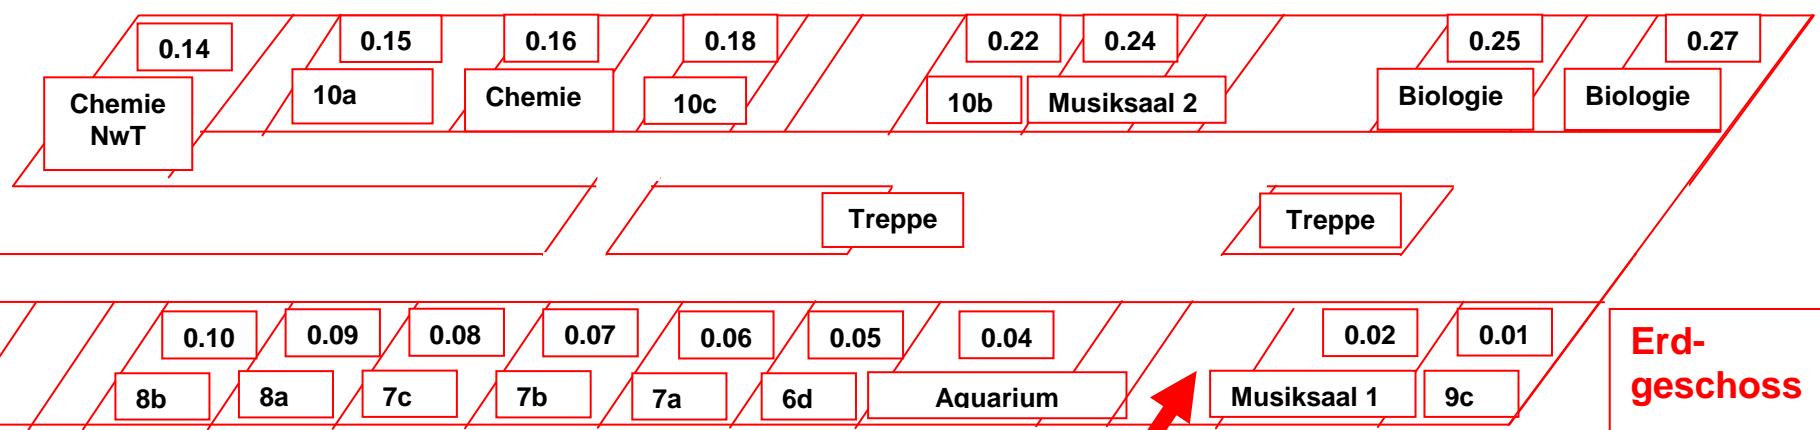 0.14 0.15 0.16 0.18 0.22 0.24 0.25 0.27
Chemie
NwT
10a Chemie 10c 10b Musiksaal 2 Biologie Biologie
Treppe Treppe
0.10 0.09 0.08 0.07 0.06 0.05 0.04 0.02 0.01
8b 8a 7c 7b 7a 6d Aquarium Musiksaal 1 9c
Erd-
geschoss